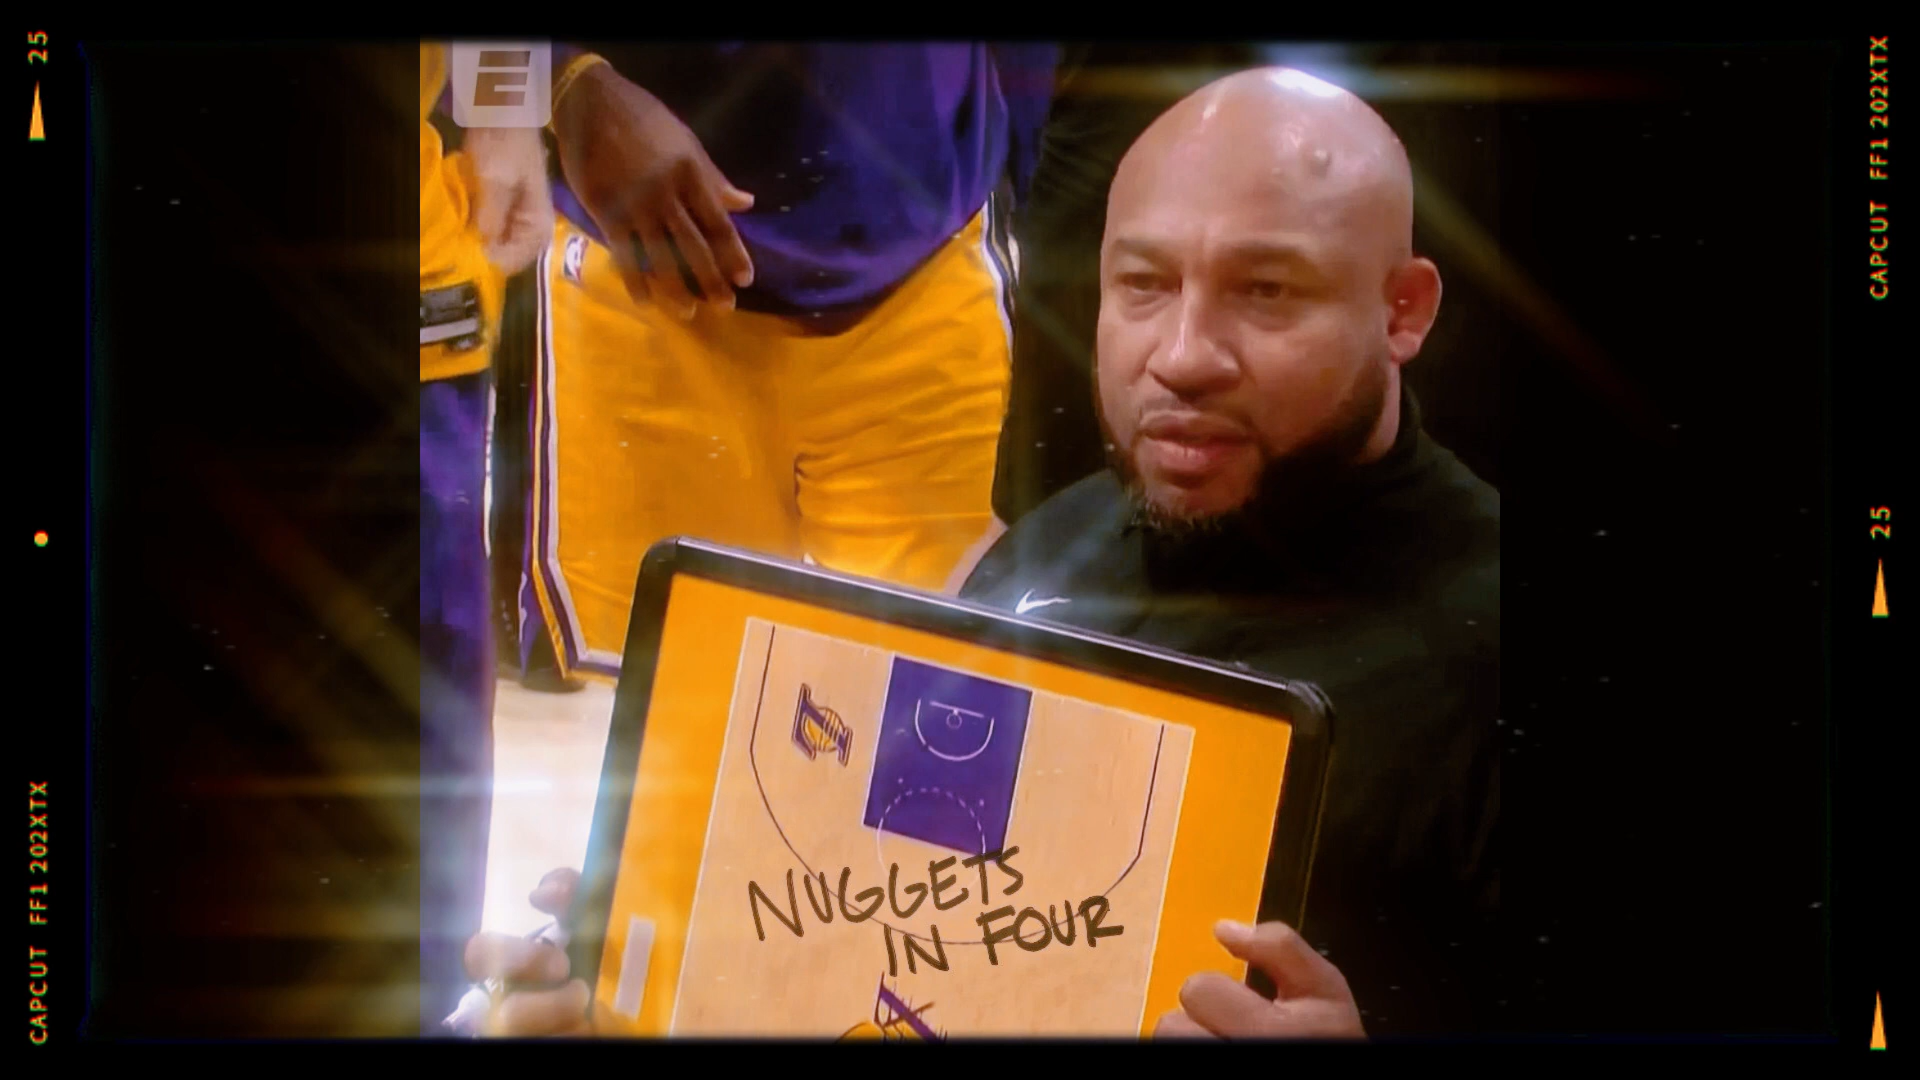 25
CAPCUT FF1 202XTX
E
NUGGETS
IN FOUR
CAPCUT FF1 202XTX
25